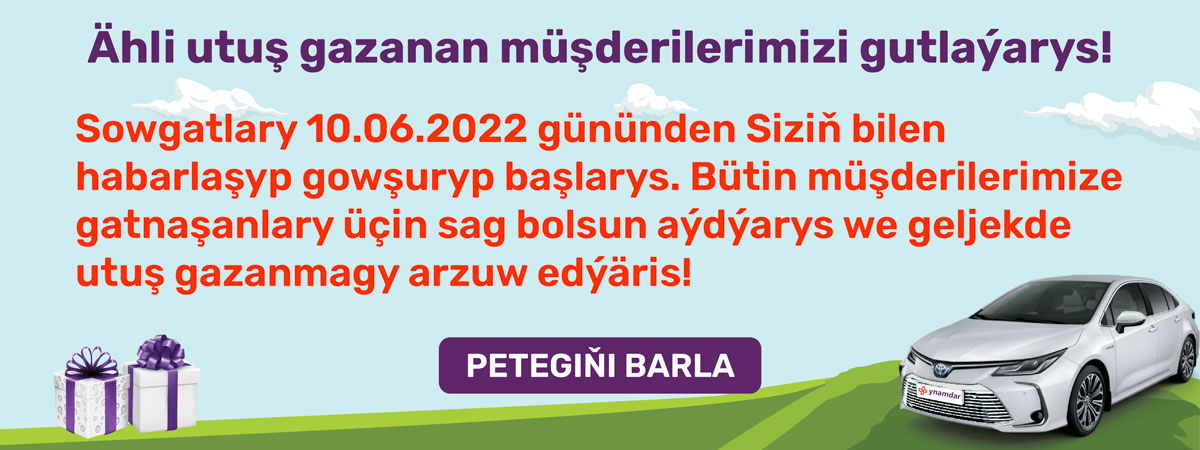 Ähli utuş gazanan müşderilerimizi gutlaýarys!
Sowgatlary 10.06.2022 gününden Siziň bilen
habarlaşyp gowşuryp başlarys. Bütin müşderilerimize
gatnaşanlary üçin sag bolsun aýdýarys we geljekde
utuş gazanmagy arzuw edýäris!
PETEGIŇI BARLA
ynamdar